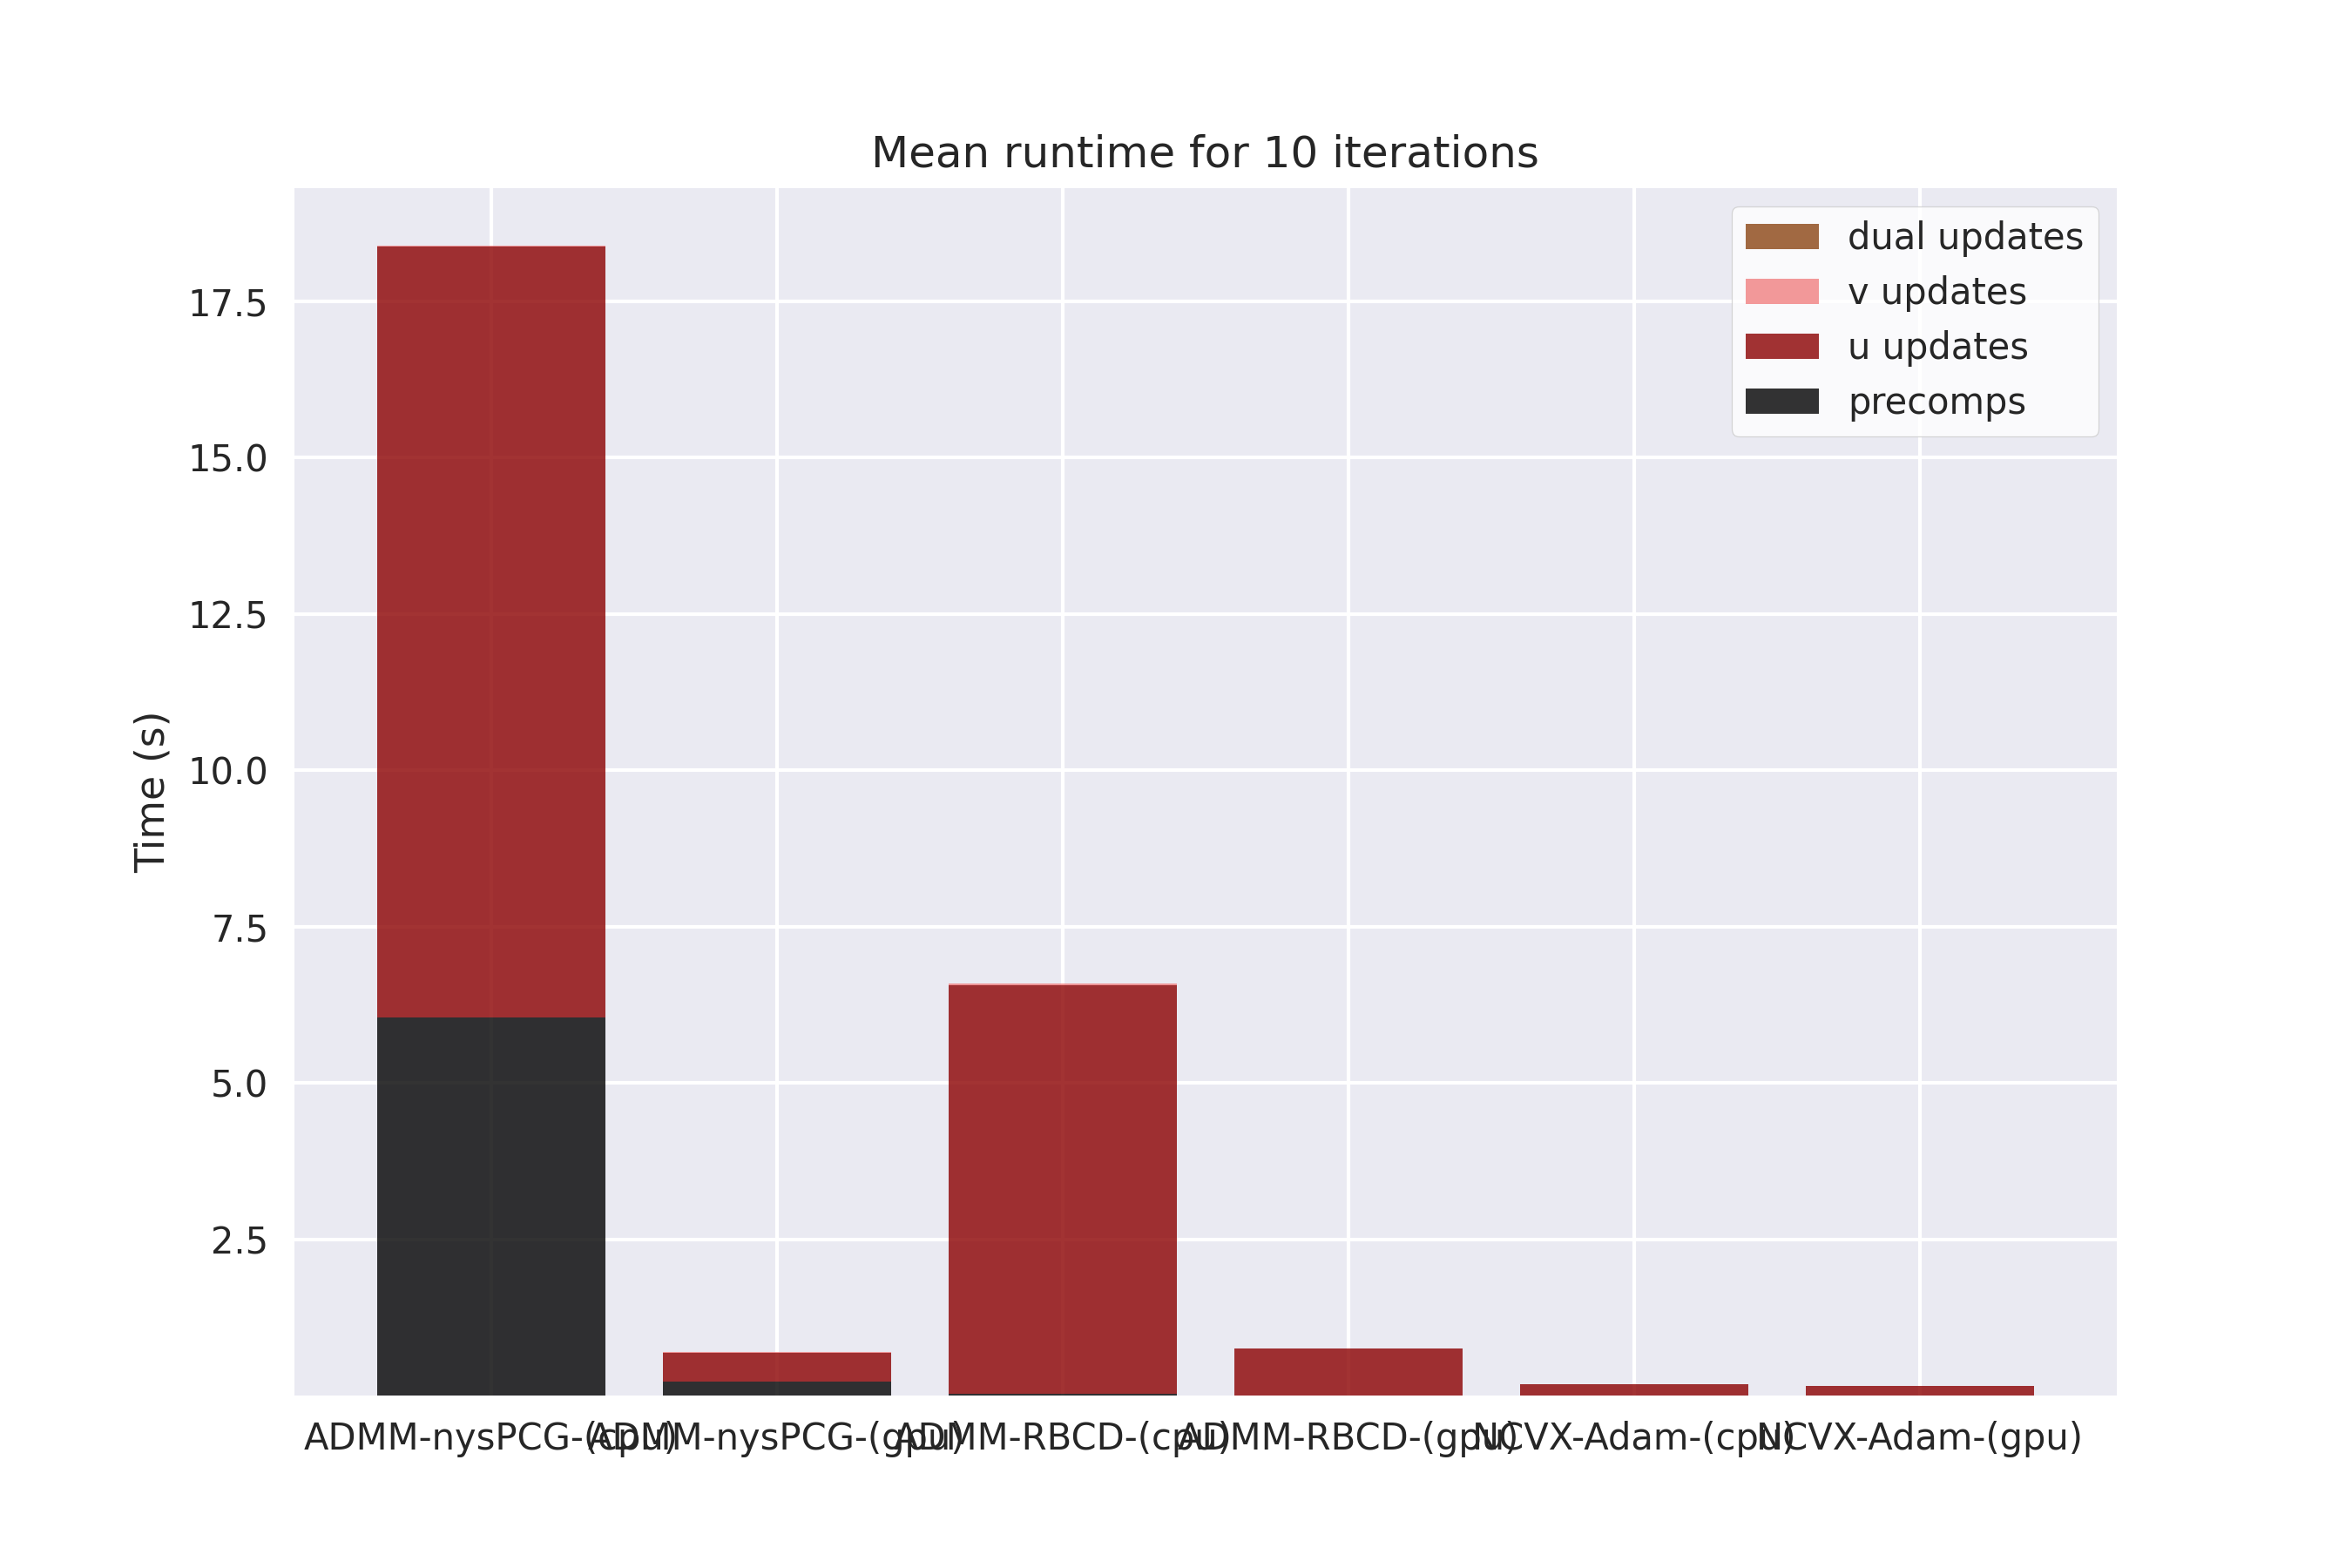 Mean runtime for 10 iterations
dual updates
v updates
u updates
precomps
17.5
15.0
12.5
10.0
7.5
5.0
2.5
Time (s)
ADMM-nysPCG-(cpu)
ADMM-nysPCG-(gpu)
ADMM-RBCD-(cpu)
ADMM-RBCD-(gpu)
NCVX-Adam-(cpu)
NCVX-Adam-(gpu)